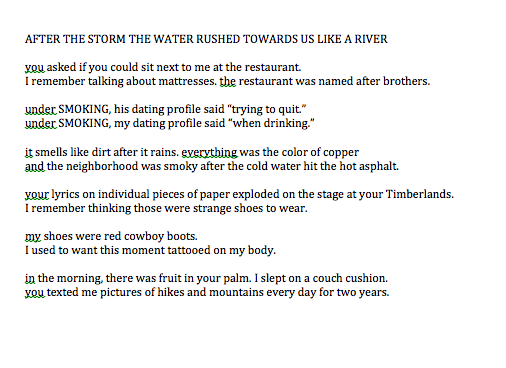 AFTER THE STORM THE WATER RUSHED TOWARDS US LIKE A RIVER
you asked if you could sit next to me at the restaurant.
I remember talking about mattresses. the restaurant was named after brothers.
under SMOKING, his dating profile said “trying to quit.”
under SMOKING, my dating profile said “when drinking.”
it smells like dirt after it rains. everything was the color of copper
and the neighborhood was smoky after the cold water hit the hot asphalt.
your lyrics on individual pieces of paper exploded on the stage at your Timberlands.
I remember thinking those were strange shoes to wear.
my shoes were red cowboy boots.
I used to want this moment tattooed on my body.
in the morning, there was fruit in your palm. I slept on a couch cushion.
you texted me pictures of hikes and mountains every day for two years.